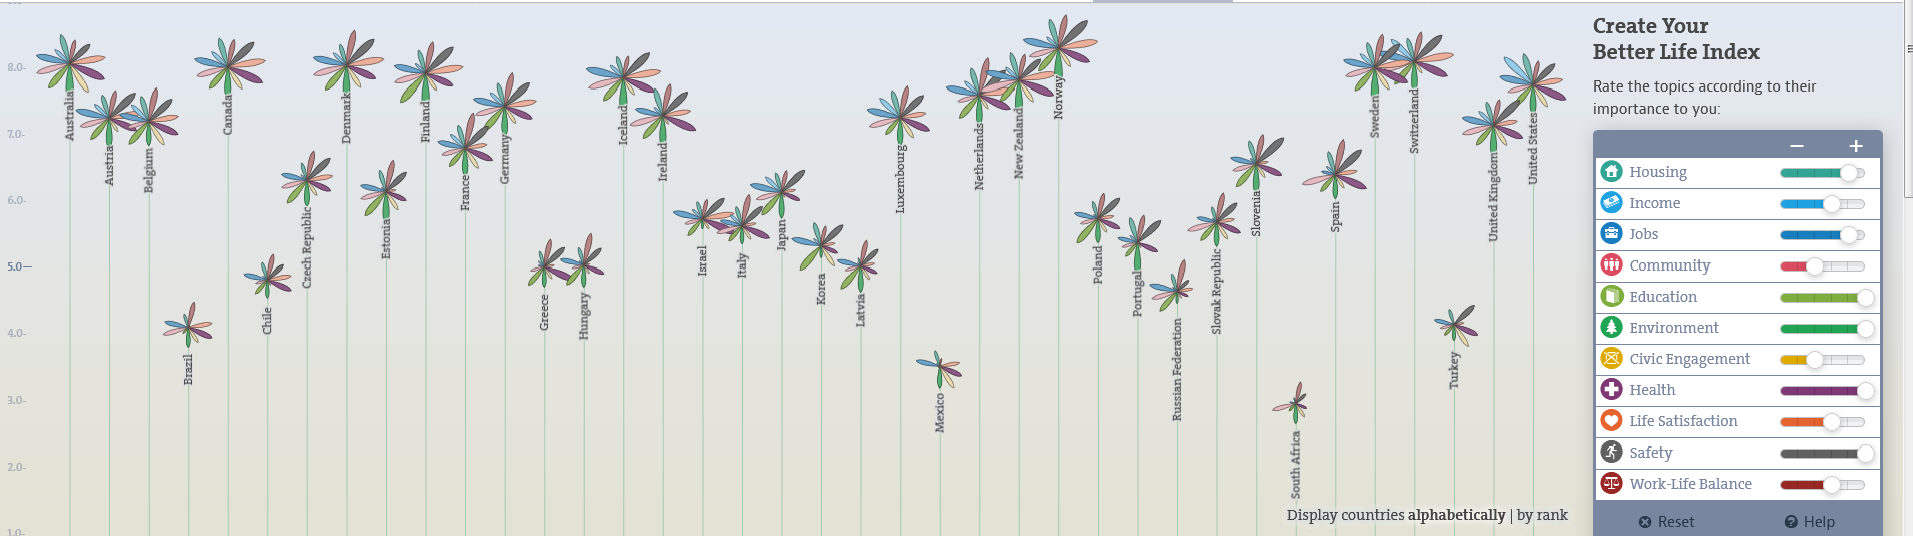 8.0-
7.0-
6.0-
5.0
4.0-
3.0-
2.0-
1.0-
Australia
Austria
Belgium
Brazil
Canada
Chile
Czech Republic
Denmark
Estonia
Finland
France
Germany
Greece
Hungary
Iceland
Ireland
Israel
Italy
Japan
Korea
Latvia
Luxembourg
Mexico
Netherlands
New Zealand
Norway
Poland
Portugal
Russian Federation
Slovak Republic
Slovenia
South Africa
Spain
Sweden
Switzerland
Turkey
United Kingdom
United States
Display countries alphabetically | by rank
Create Your
Better Life Index
Rate the topics according to their
importance to you:
− +
Housing
Income
Jobs
Community
Education
Environment
Civic Engagement
Health
Life Satisfaction
Safety
Work-Life Balance
Reset Help